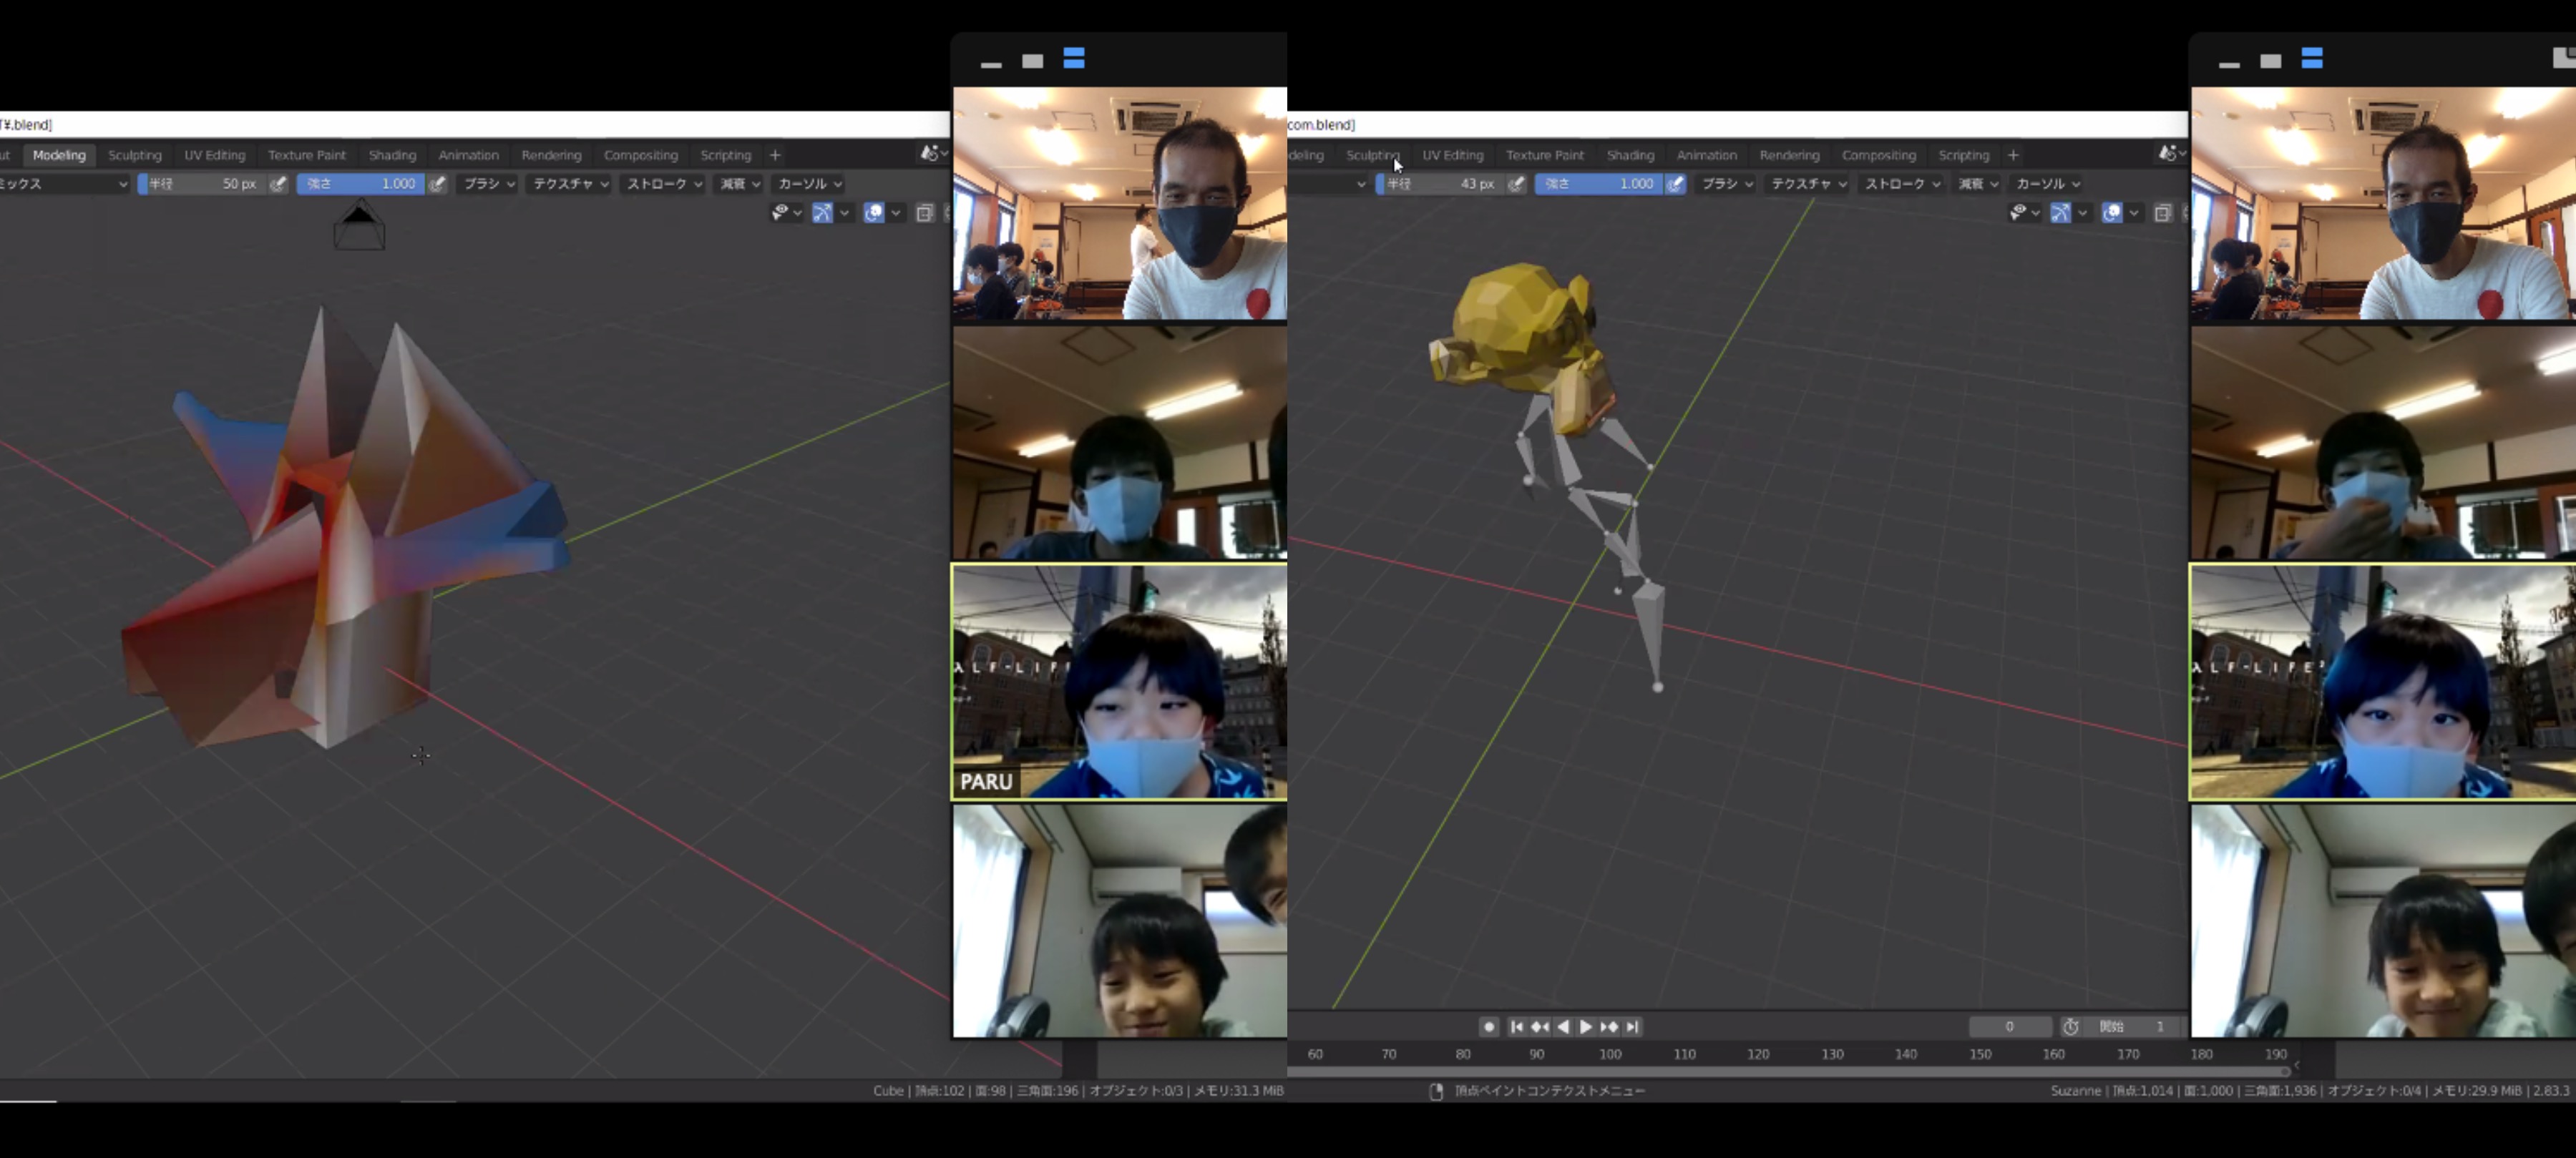 T¥.blend]
ut Modeling Sculpting UV Editing Texture Paint Shading Animation Rendering Compositing Scripting +
ミックス 半径 50 px 強さ 1.000 ブラシ テクスチャ ストローク 減衰 カーソル
ALF-LIF
PARU
Cube | 頂点:102 | 面:98 | 三角面:196 | オブジェクト:0/3 | メモリ:31.3 MiB
com.blend]
deling Sculpting UV Editing Texture Paint Shading Animation Rendering Compositing Scripting +
半径 43 px 強さ 1.000 ブラシ テクスチャ ストローク 減衰 カーソル
ALF-LIFE²
0 開始 1
60 70 80 90 100 110 120 130 140 150 160 170 180 190
頂点ペイントコンテクストメニュー
Suzanne | 頂点:1,014 | 面:1,000 | 三角面:1,936 | オブジェクト:0/4 | メモリ:29.9 MiB | 2.83.3